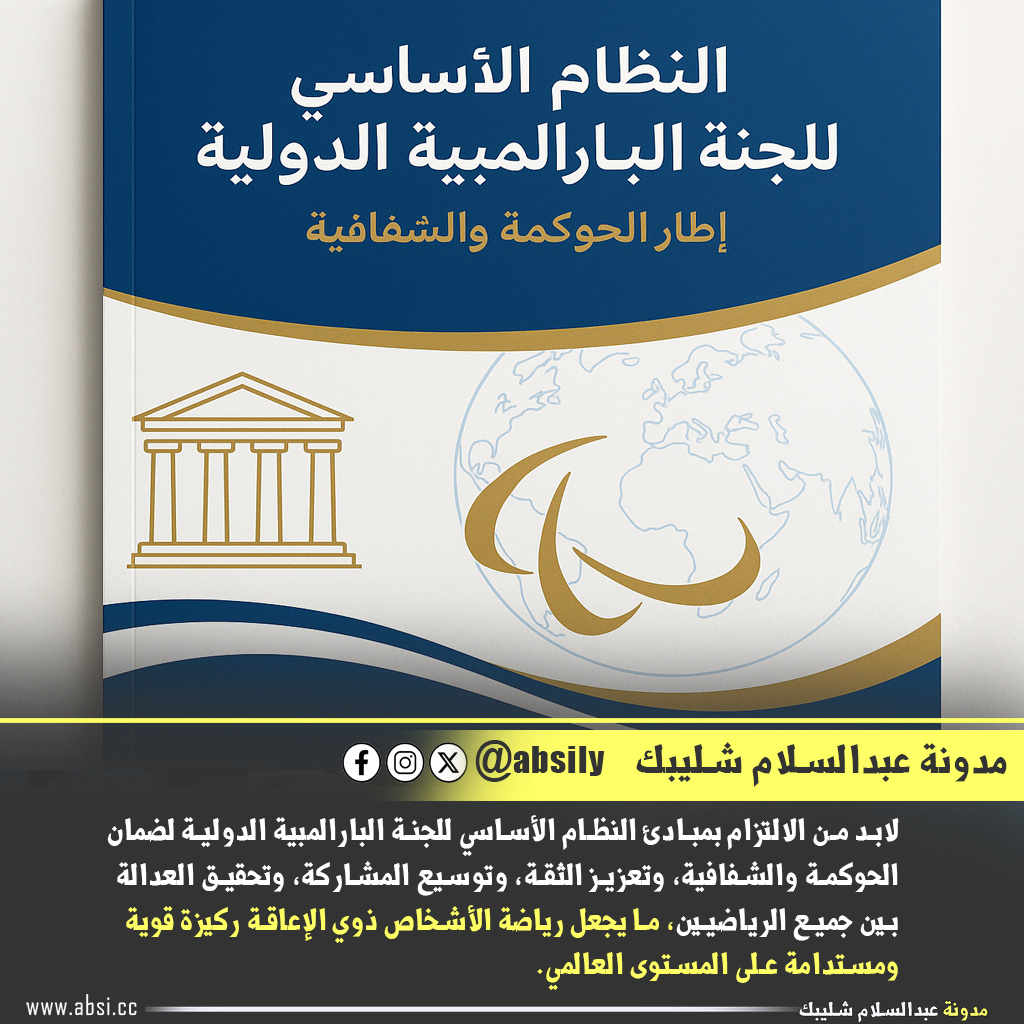 النظام الأساسي
للجنة البارالمبية الدولية
إطار الحوكمة والشفافية
مدونة عبدالسلام شليبك @absily
لابد من الالتزام بمبادئ النظام الأساسي للجنة البارالمبية الدولية لضمان
الحوكمة والشفافية، وتعزيز الثقة، وتوسيع المشاركة، وتحقيق العدالة
بين جميع الرياضيين، ما يجعل رياضة الأشخاص ذوي الإعاقة ركيزة قوية
ومستدامة على المستوى العالمي.
مدونة عبدالسلام شليبك www.absi.cc